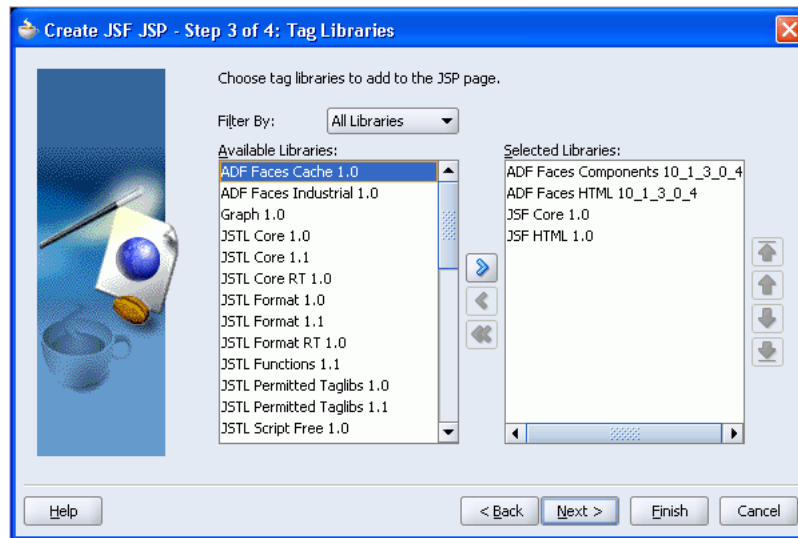 Create JSF JSP - Step 3 of 4: Tag Libraries
Choose tag libraries to add to the JSP page.
Filter By: All Libraries
Available Libraries:
ADF Faces Cache 1.0
ADF Faces Industrial 1.0
Graph 1.0
JSTL Core 1.0
JSTL Core 1.1
JSTL Core RT 1.0
JSTL Format 1.0
JSTL Format 1.1
JSTL Format RT 1.0
JSTL Functions 1.1
JSTL Permitted Taglibs 1.0
JSTL Permitted Taglibs 1.1
JSTL Script Free 1.0
Selected Libraries:
ADF Faces Components 10_1_3_0_4
ADF Faces HTML 10_1_3_0_4
JSF Core 1.0
JSF HTML 1.0
Help
< Back
Next >
Finish
Cancel